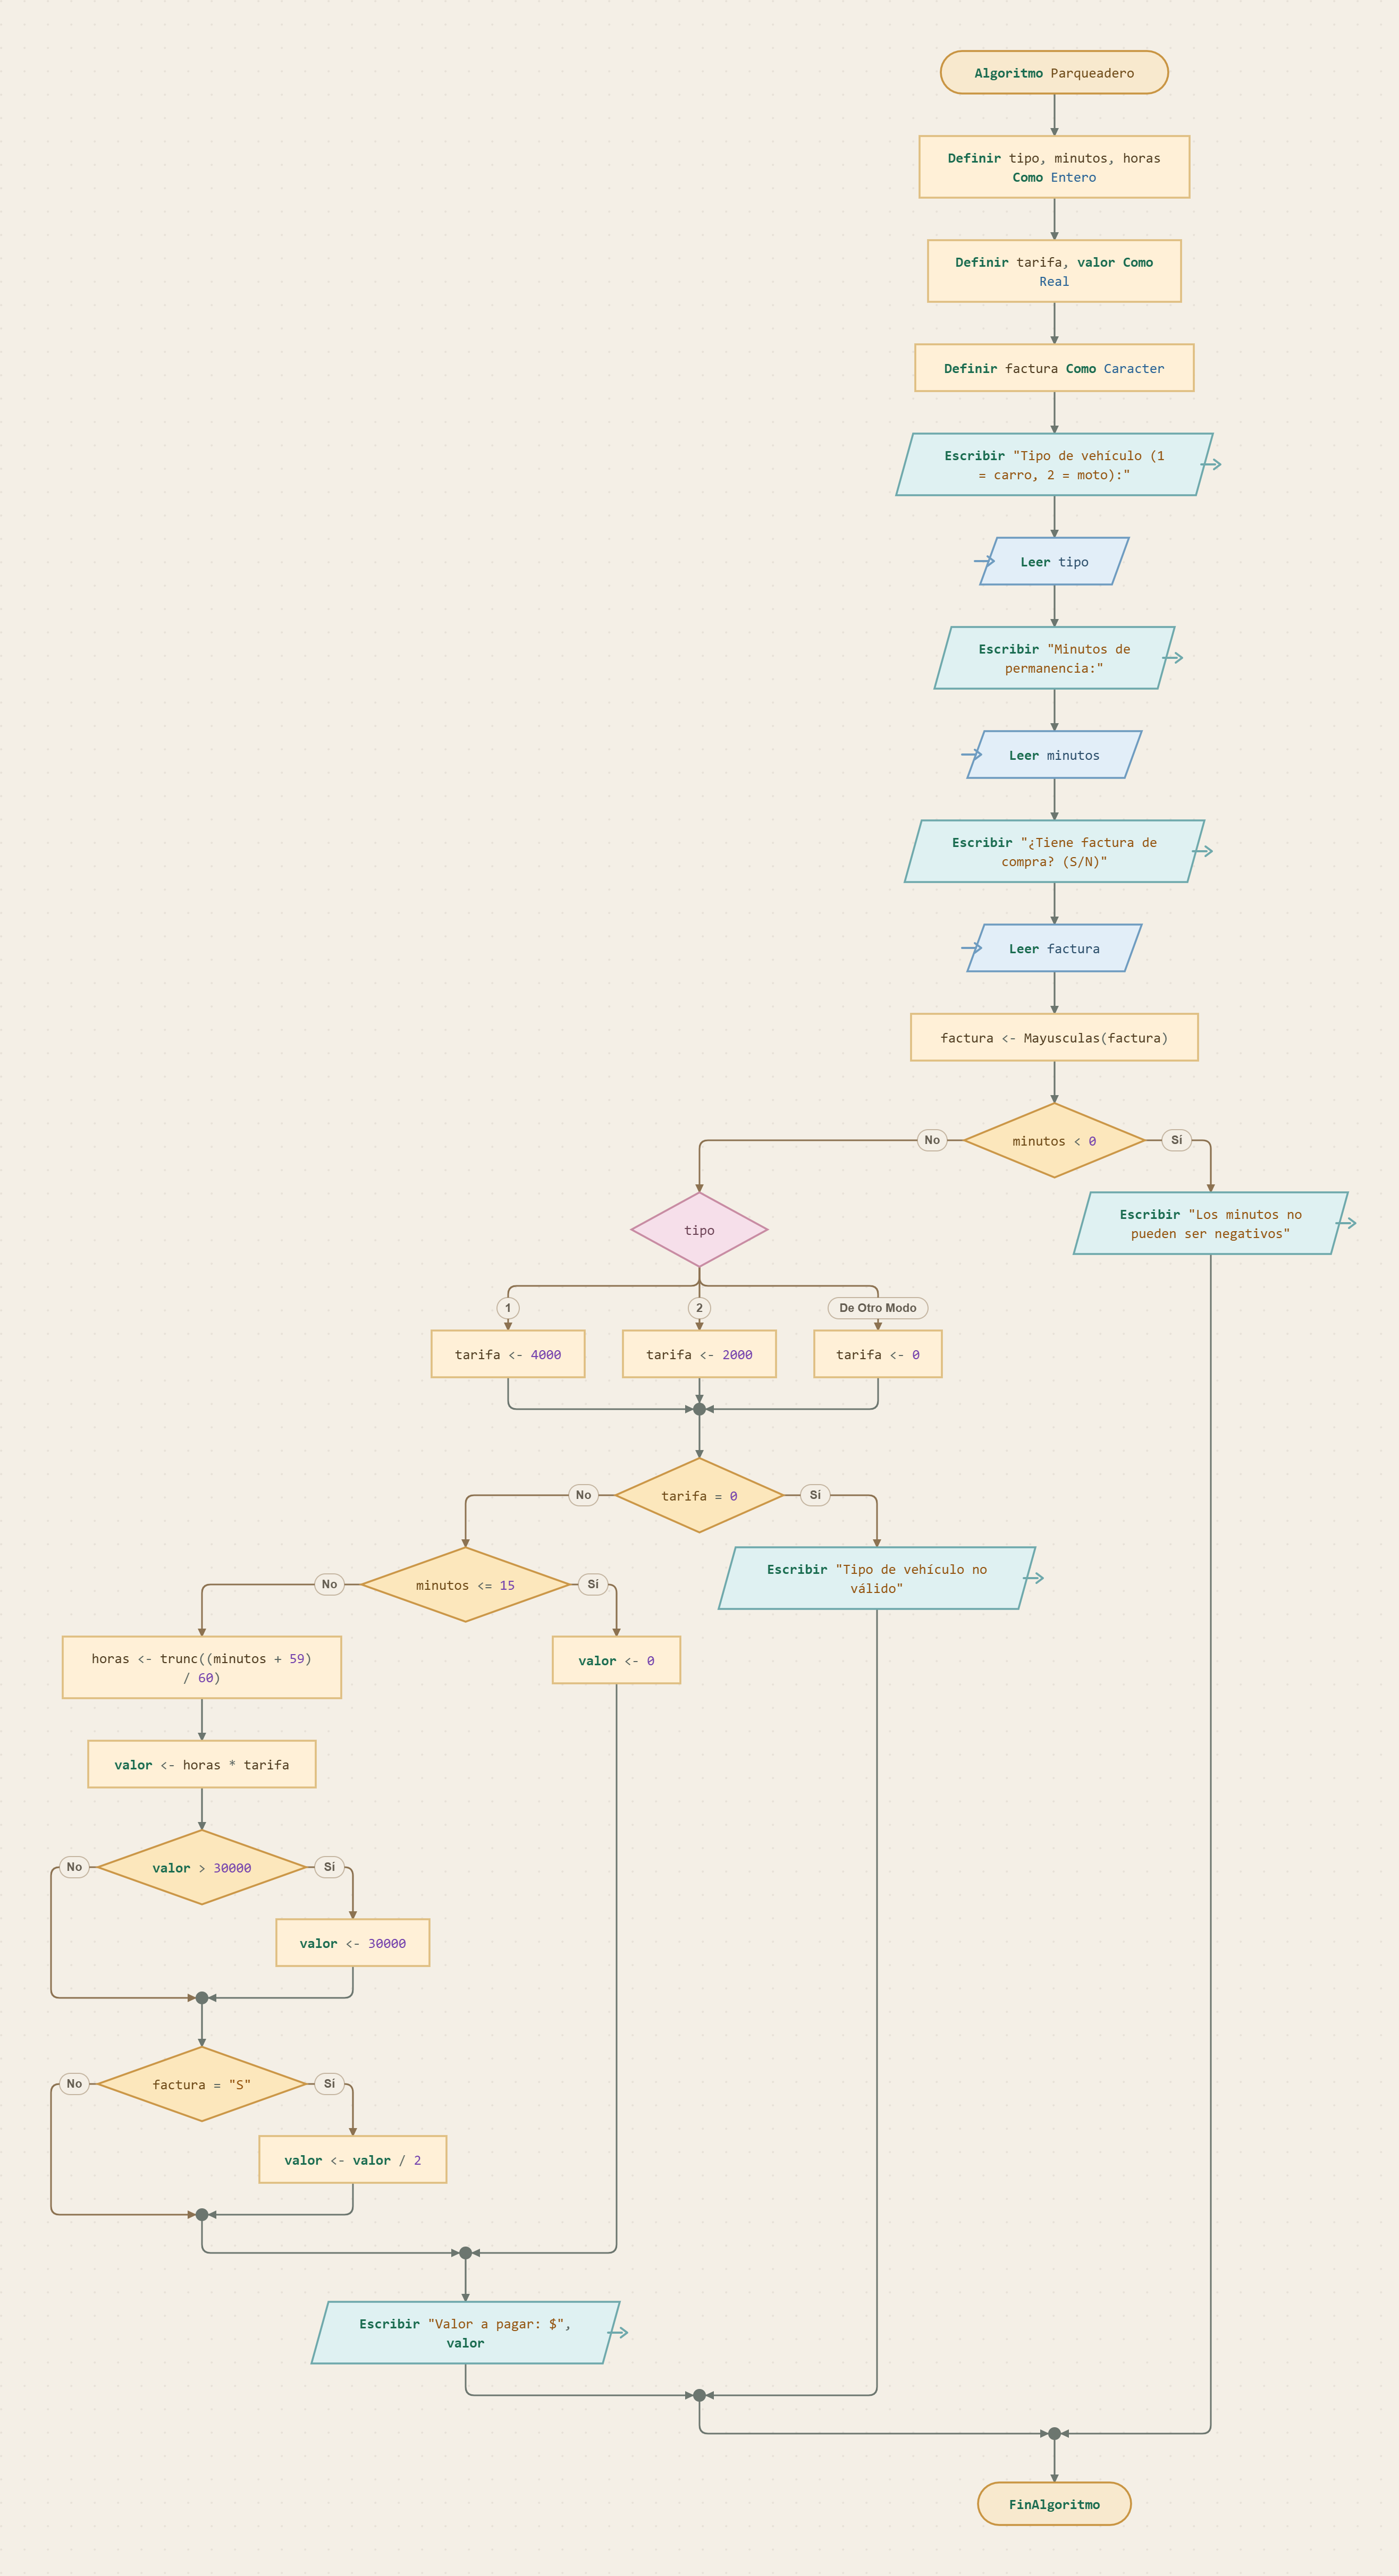 Algoritmo Parqueadero
Definir tipo, minutos, horas
Como Entero
Definir tarifa, valor Como
Real
Definir factura Como Caracter
Escribir "Tipo de vehículo (1
= carro, 2 = moto):"
Leer tipo
Escribir "Minutos de
permanencia:"
Leer minutos
Escribir "¿Tiene factura de
compra? (S/N)"
Leer factura
factura <- Mayusculas(factura)
minutos < 0
No
Sí
Escribir "Los minutos no
pueden ser negativos"
tipo
1
2
De Otro Modo
tarifa <- 4000
tarifa <- 2000
tarifa <- 0
tarifa = 0
No
Sí
Escribir "Tipo de vehículo no
válido"
minutos <= 15
No
Sí
valor <- 0
horas <- trunc((minutos + 59)
/ 60)
valor <- horas * tarifa
valor > 30000
No
Sí
valor <- 30000
factura = "S"
No
Sí
valor <- valor / 2
Escribir "Valor a pagar: $",
valor
FinAlgoritmo